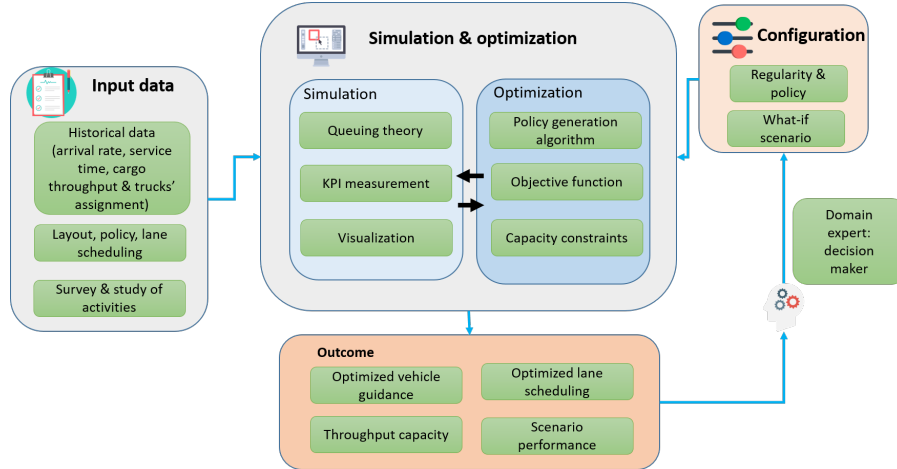 Input data
Historical data
(arrival rate, service
time, cargo
throughput & trucks'
assignment)
Layout, policy, lane
scheduling
Survey & study of
activities
Simulation & optimization
Simulation
Queuing theory
KPI measurement
Visualization
Optimization
Policy generation
algorithm
Objective function
Capacity constraints
Configuration
Regularity &
policy
What-if
scenario
Domain
expert:
decision
maker
Outcome
Optimized vehicle
guidance
Optimized lane
scheduling
Throughput capacity
Scenario
performance